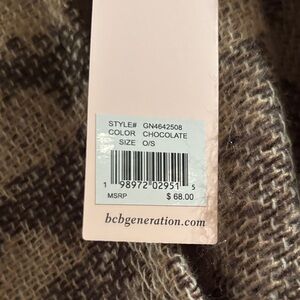 STYLE# GN4642508
COLOR CHOCOLATE
SIZE O/S
1 98972 02951 5
MSRP $ 68.00
bcbgeneration.com